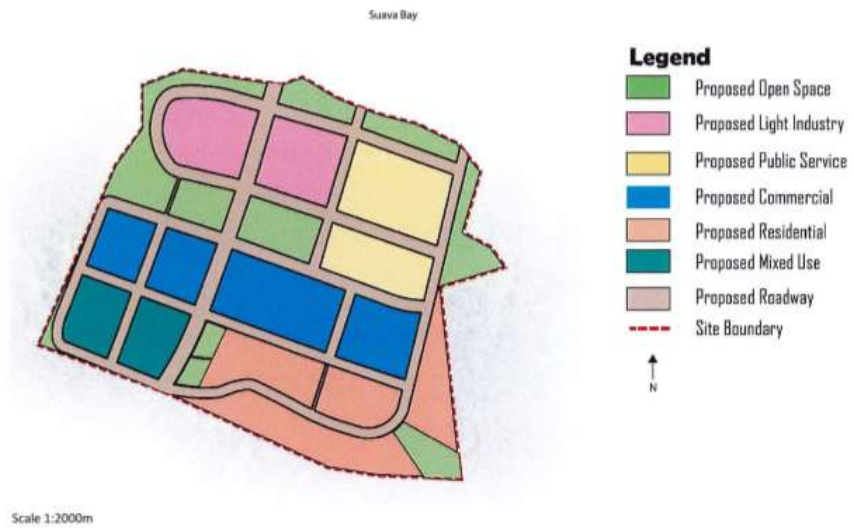 Suava Bay
Legend
Proposed Open Space
Proposed Light Industry
Proposed Public Service
Proposed Commercial
Proposed Residential
Proposed Mixed Use
Proposed Roadway
Site Boundary
N
Scale 1:2000m